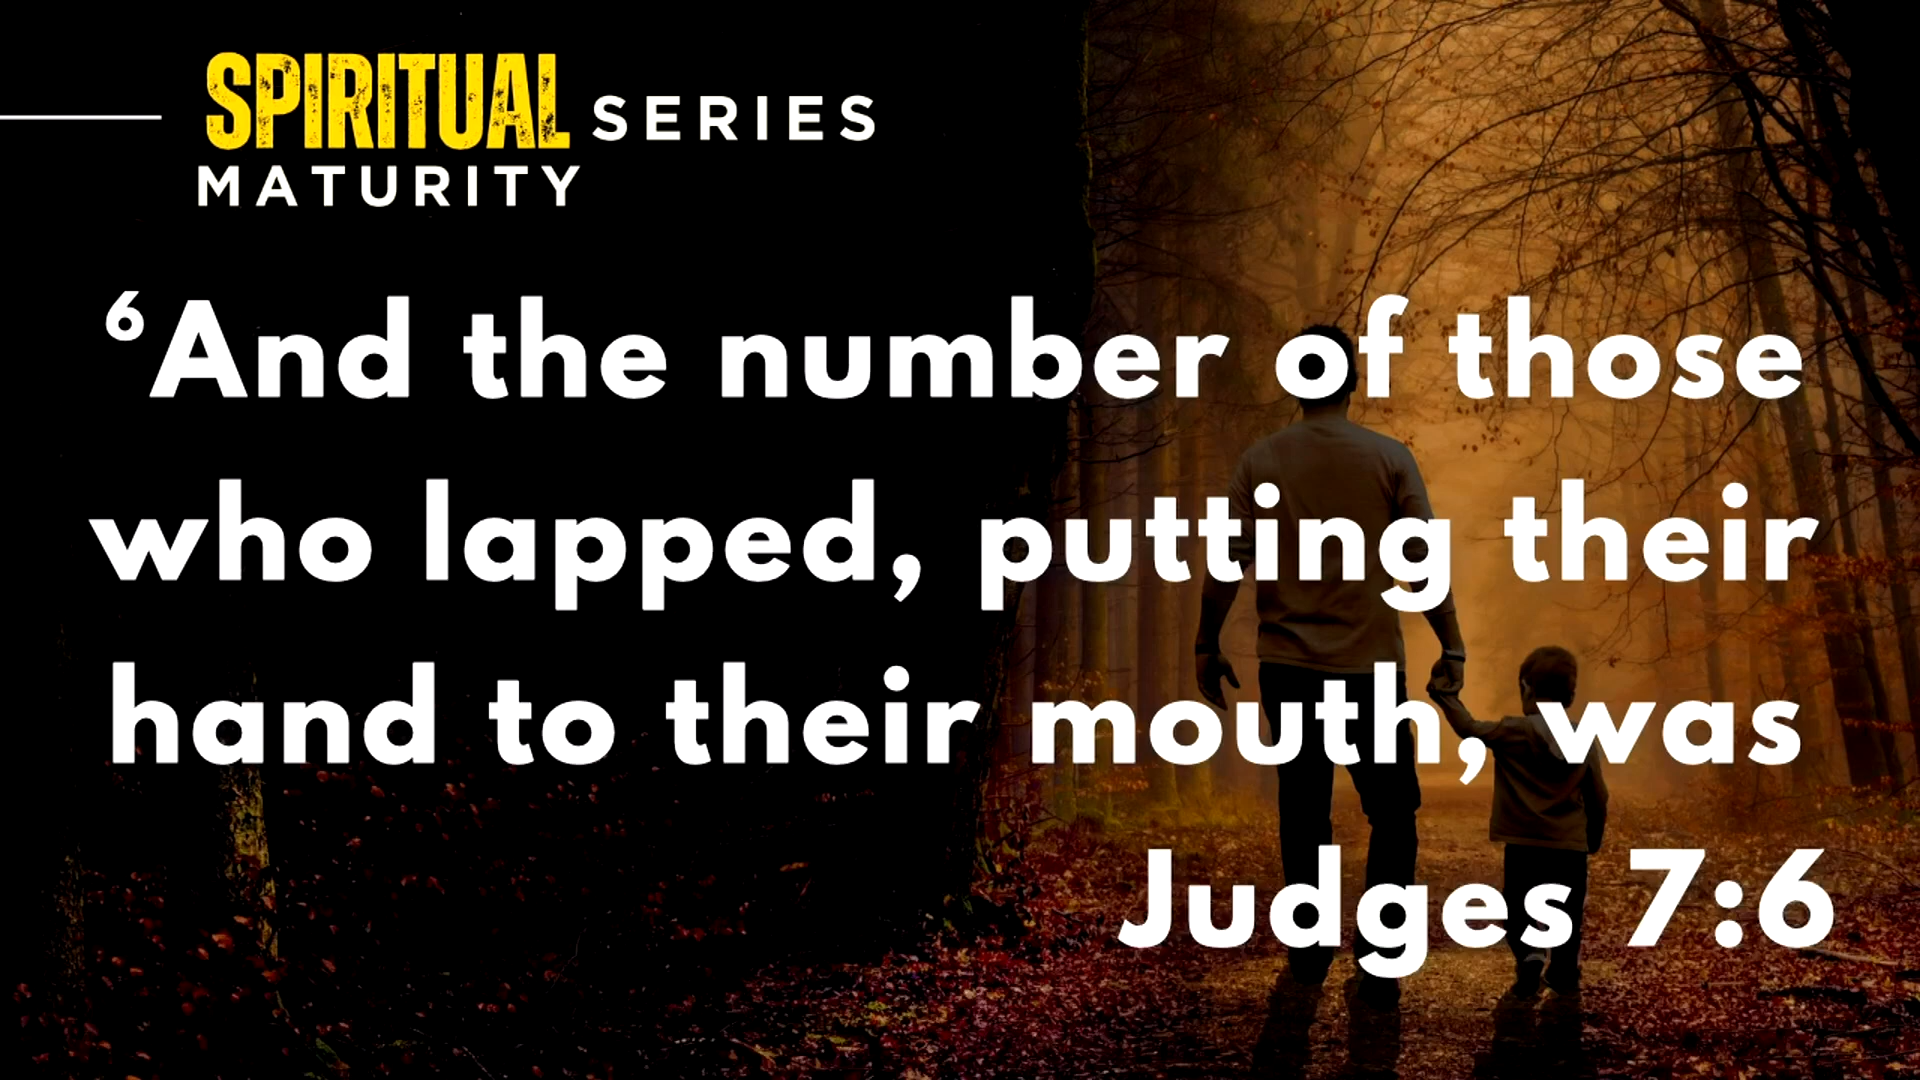 SPIRITUAL SERIES
MATURITY
⁶And the number of those
who lapped, putting their
hand to their mouth, was
Judges 7:6